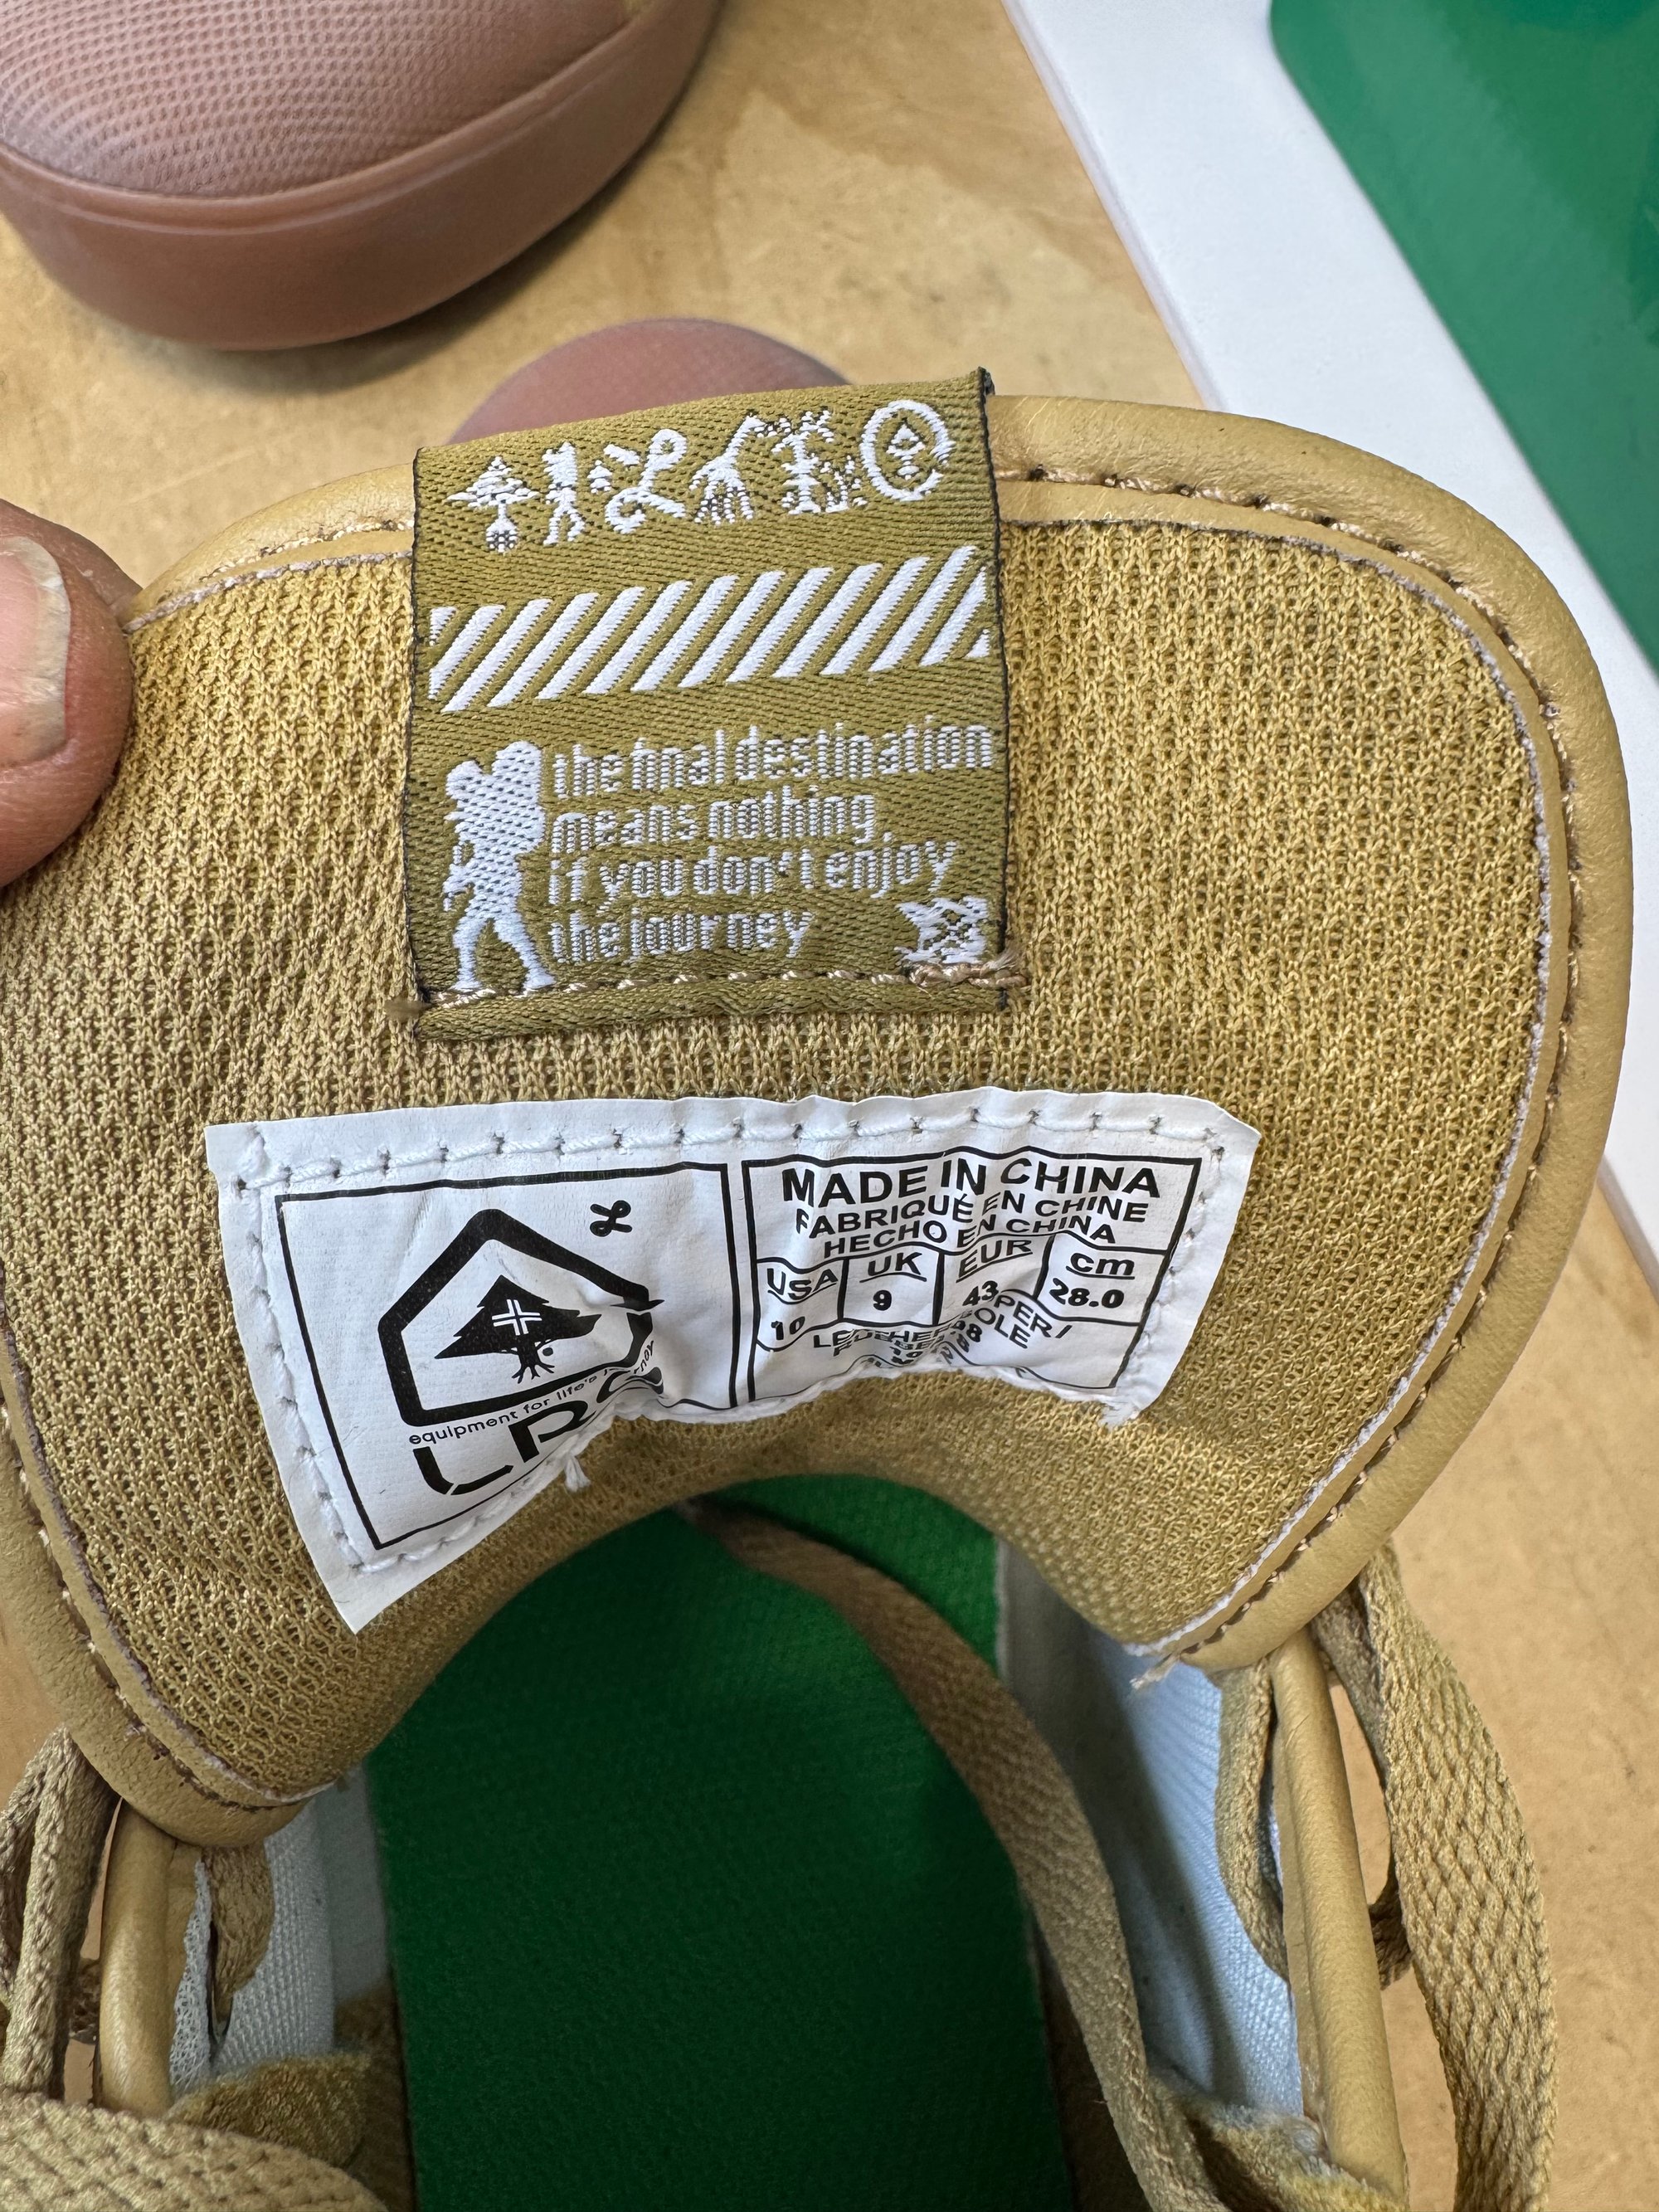 the final destination
means nothing,
if you don't enjoy
the journey
equipment for life's
MADE IN CHINA
FABRIQUÉ EN CHINE
HECHO EN CHINA
USA UK EUR cm
10 9 43 28.0